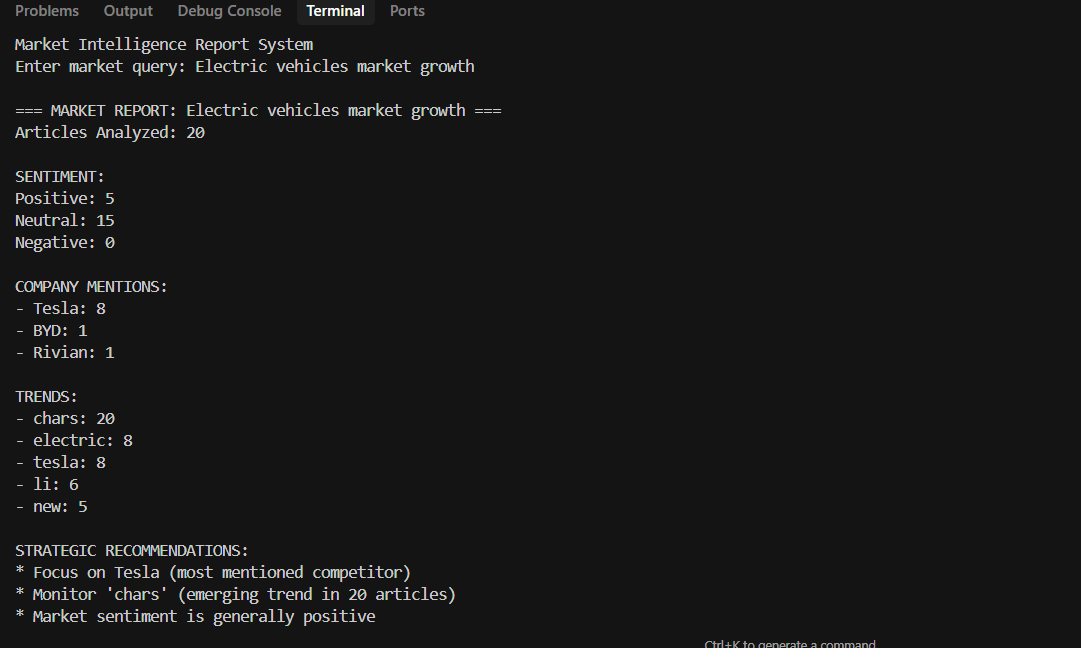 Problems Output Debug Console Terminal Ports
Market Intelligence Report System
Enter market query: Electric vehicles market growth
=== MARKET REPORT: Electric vehicles market growth ===
Articles Analyzed: 20
SENTIMENT:
Positive: 5
Neutral: 15
Negative: 0
COMPANY MENTIONS:
- Tesla: 8
- BYD: 1
- Rivian: 1
TRENDS:
- chars: 20
- electric: 8
- tesla: 8
- li: 6
- new: 5
STRATEGIC RECOMMENDATIONS:
* Focus on Tesla (most mentioned competitor)
* Monitor 'chars' (emerging trend in 20 articles)
* Market sentiment is generally positive
Ctrl+K to generate a command